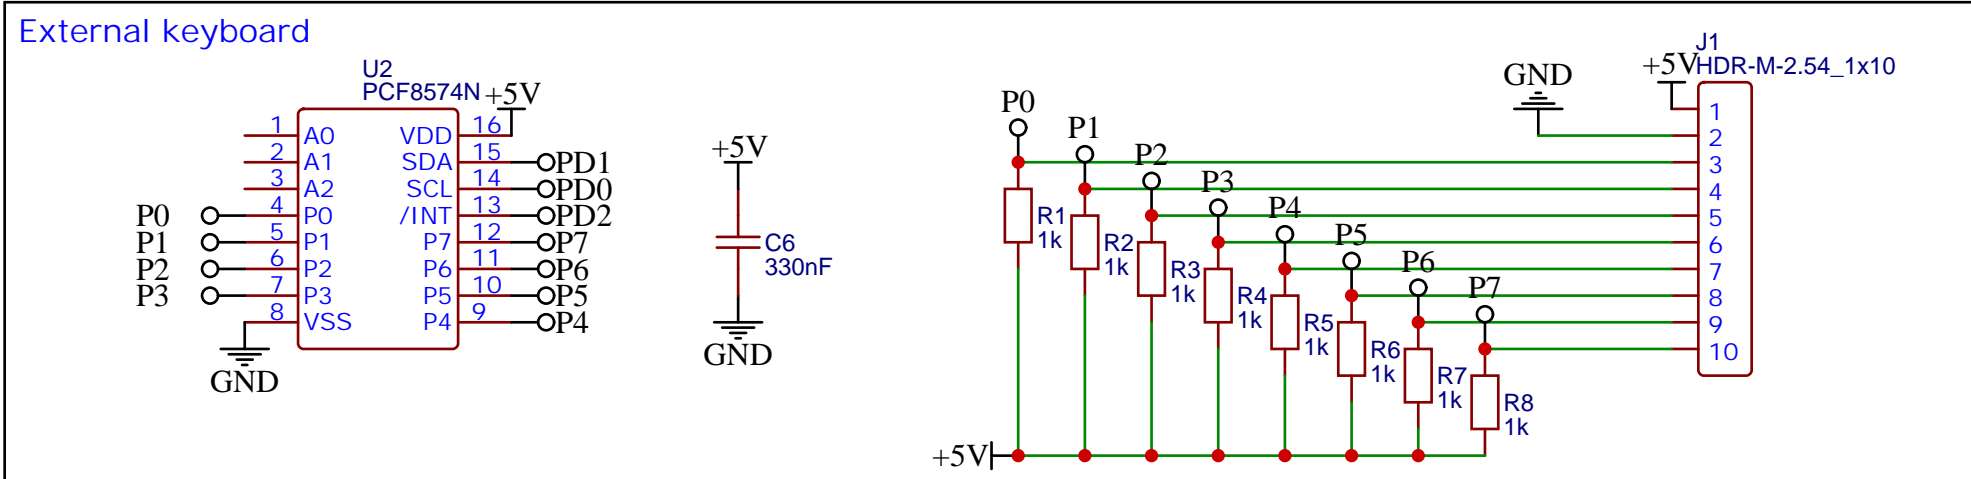 External keyboard
U2
PCF8574N
+5V
1 A0 VDD 16
2 A1 SDA 15 PD1
3 A2 SCL 14 PD0
P0 4 P0 /INT 13 PD2
P1 5 P1 P7 12 P7
P2 6 P2 P6 11 P6
P3 7 P3 P5 10 P5
8 VSS P4 9 P4
GND
+5V
C6
330nF
GND
P0
P1
P2
P3
P4
P5
P6
P7
R1
1k
R2
1k
R3
1k
R4
1k
R5
1k
R6
1k
R7
1k
R8
1k
+5V
GND
+5V
J1
HDR-M-2.54_1x10
1
2
3
4
5
6
7
8
9
10